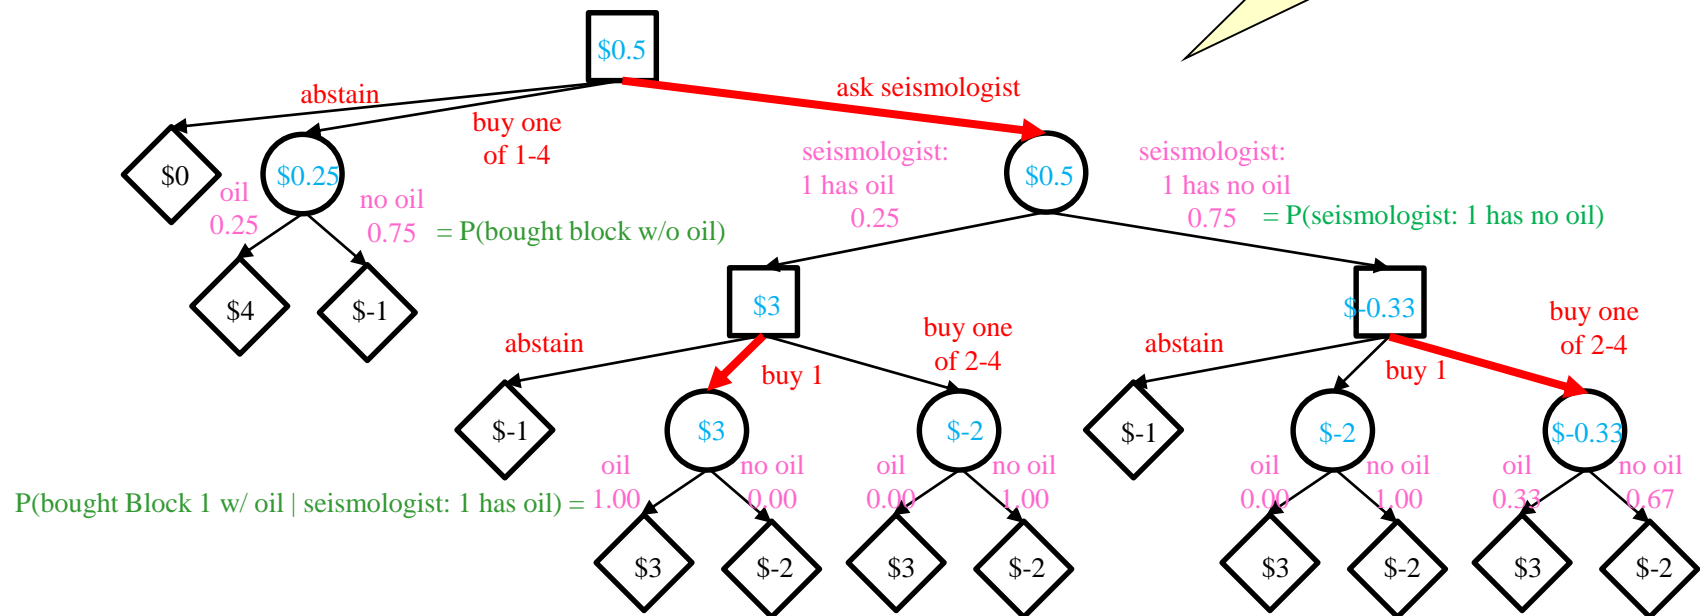 $0.5
abstain
buy one
of 1-4
ask seismologist
$0
$0.25
oil
0.25
no oil
0.75
= P(bought block w/o oil)
seismologist:
1 has oil
0.25
$0.5
seismologist:
1 has no oil
0.75
= P(seismologist: 1 has no oil)
$4
$-1
$3
$-0.33
abstain
buy 1
buy one
of 2-4
abstain
buy 1
buy one
of 2-4
$-1
$3
$-2
$-1
$-2
$-0.33
P(bought Block 1 w/ oil | seismologist: 1 has oil) =
oil
1.00
no oil
0.00
oil
0.00
no oil
1.00
oil
0.00
no oil
1.00
oil
0.33
no oil
0.67
$3
$-2
$3
$-2
$3
$-2
$3
$-2